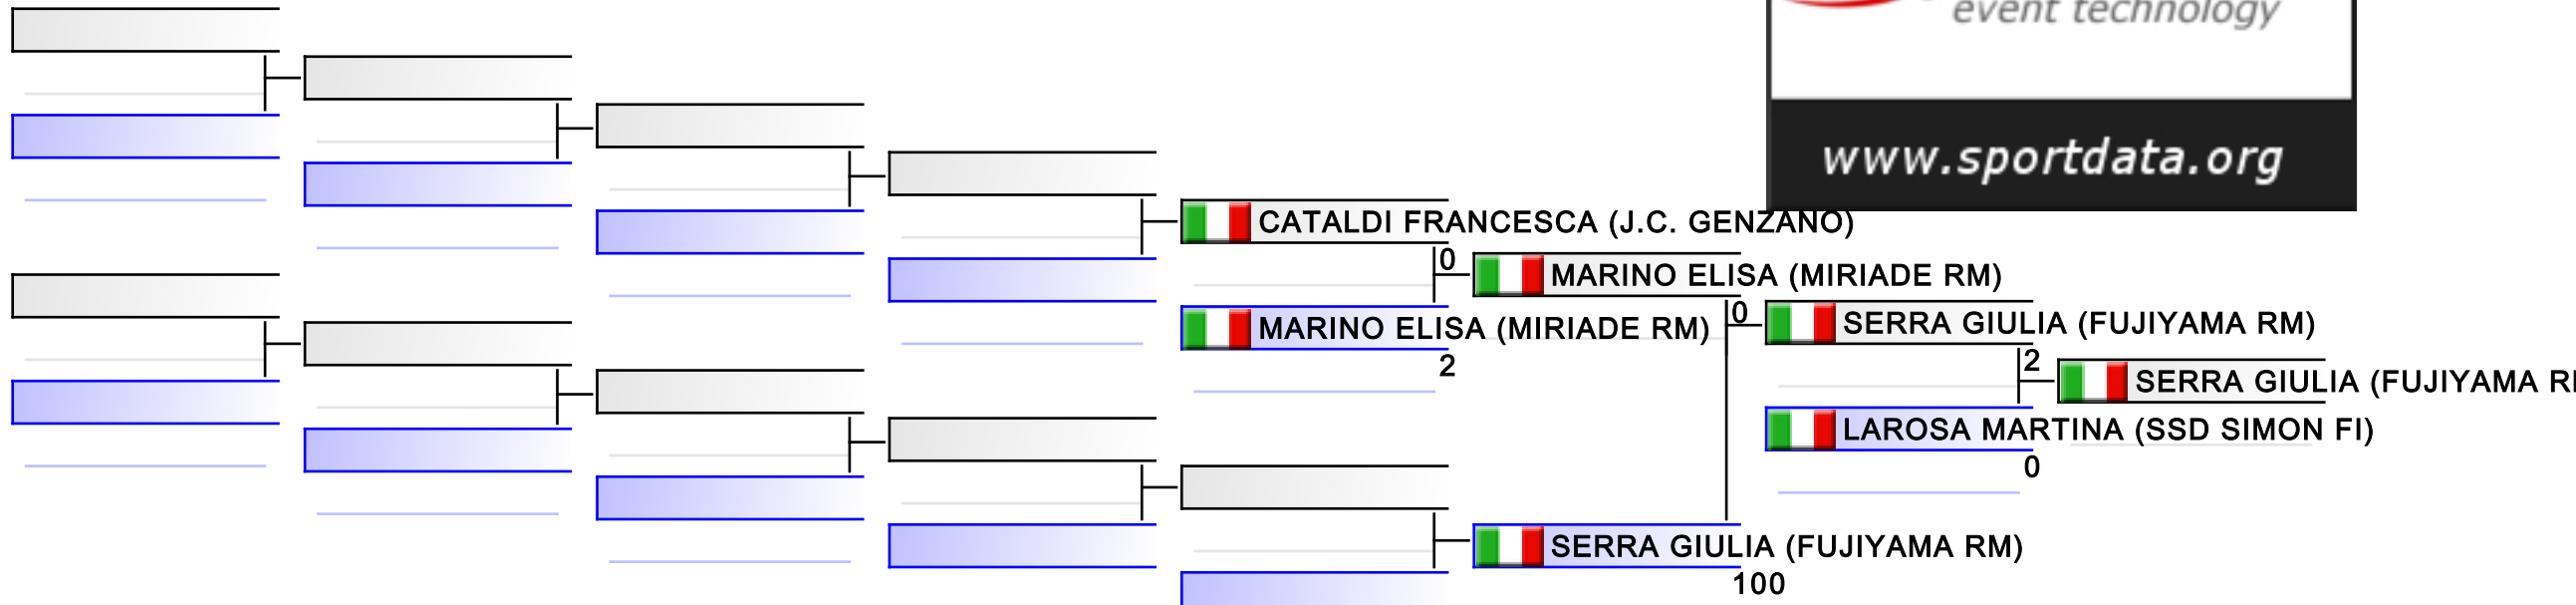 event technology
www.sportdata.org
CATALDI FRANCESCA (J.C. GENZANO)
0
MARINO ELISA (MIRIADE RM)
MARINO ELISA (MIRIADE RM)
2
0
SERRA GIULIA (FUJIYAMA RM)
2
SERRA GIULIA (FUJIYAMA R
LAROSA MARTINA (SSD SIMON FI)
0
SERRA GIULIA (FUJIYAMA RM)
100